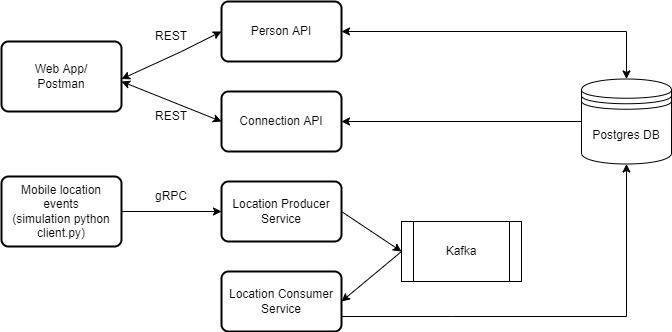 REST
Person API
Web App/
Postman
REST
Connection API
Postgres DB
Mobile location
events
(simulation python
client.py)
gRPC
Location Producer
Service
Kafka
Location Consumer
Service